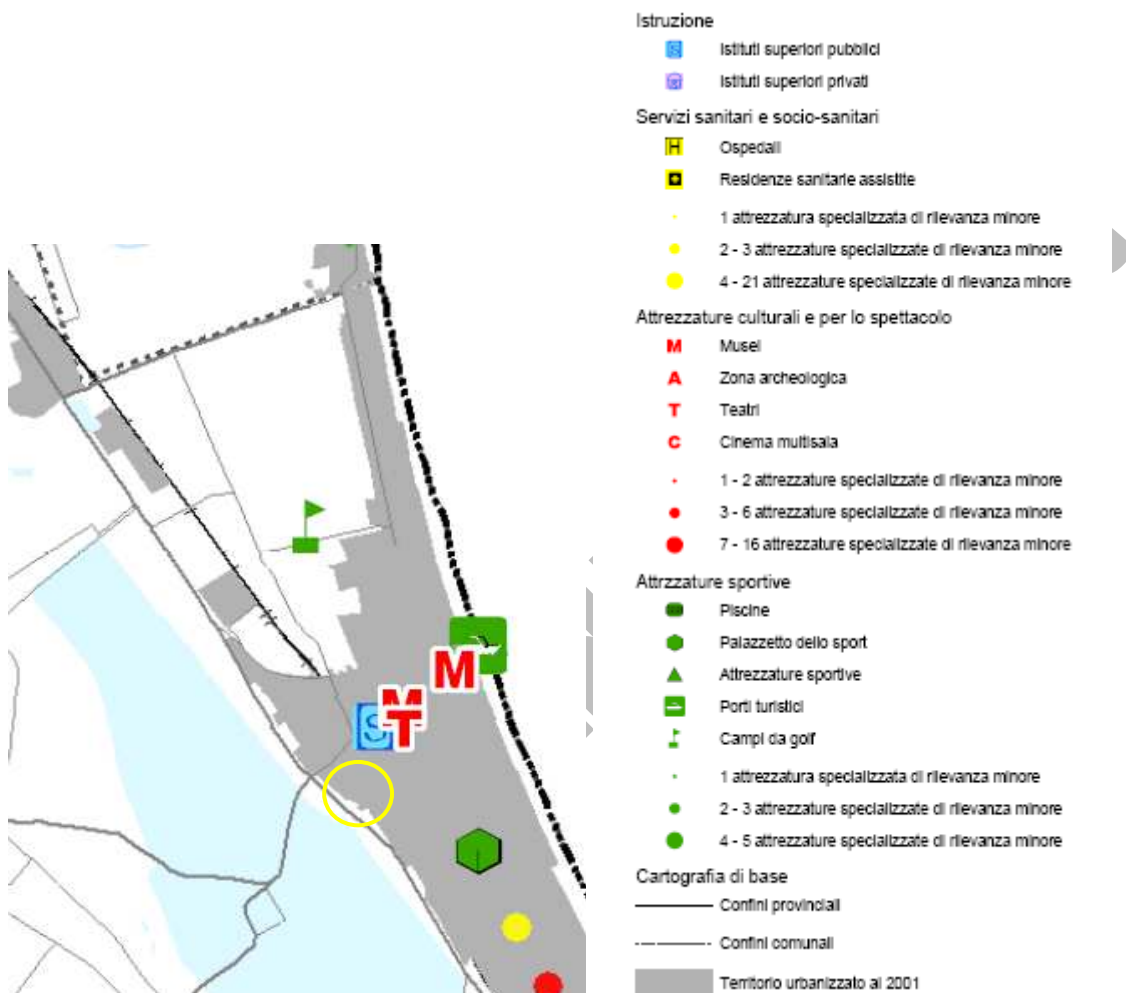 Istruzione
S Istituti superiori pubblici
Istituti superiori privati
Servizi sanitari e socio-sanitari
H Ospedali
Residenze sanitarie assistite
1 attrezzatura specializzata di rilevanza minore
2 - 3 attrezzature specializzate di rilevanza minore
4 - 21 attrezzature specializzate di rilevanza minore
Attrezzature culturali e per lo spettacolo
M Musei
A Zona archeologica
T Teatri
C Cinema multisala
1 - 2 attrezzature specializzate di rilevanza minore
3 - 6 attrezzature specializzate di rilevanza minore
7 - 16 attrezzature specializzate di rilevanza minore
Attrzzature sportive
Piscine
Palazzetto dello sport
Attrezzature sportive
Porti turistici
Campi da golf
1 attrezzatura specializzata di rilevanza minore
2 - 3 attrezzature specializzate di rilevanza minore
4 - 5 attrezzature specializzate di rilevanza minore
Cartografia di base
Confini provinciali
Confini comunali
Territorio urbanizzato al 2001
M
M
S T